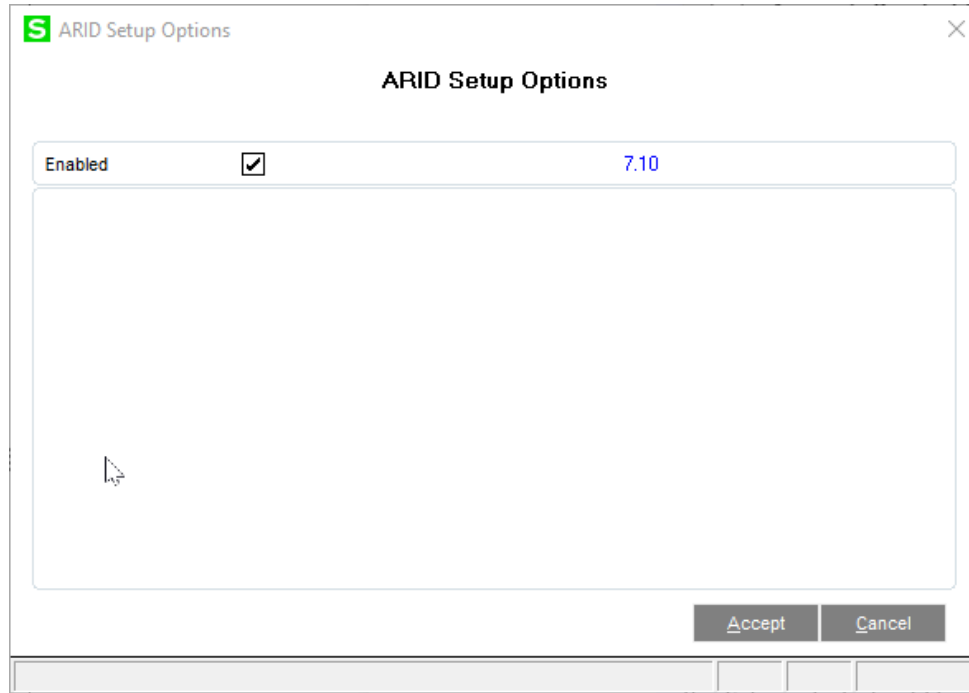 S ARID Setup Options
ARID Setup Options
Enabled 7.10
Accept Cancel